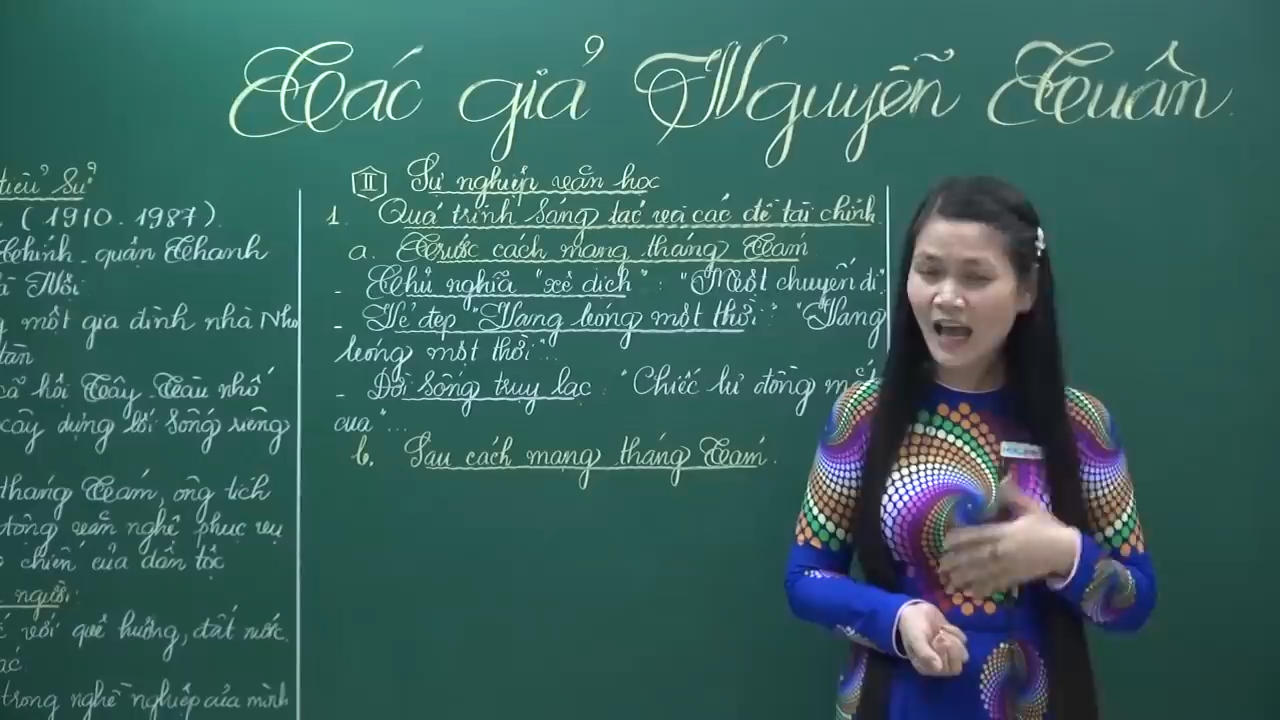 Tác giả Nguyễn Tuân
tiểu sử
(1910-1987)
Chính - quận Thanh
Nội
một gia đình nhà Nho
tàn
hồi Tây Tàu nhố
xây dựng lối sống riêng
tháng Tám, ông tích
động văn nghệ phục vụ
chiến của dân tộc
người:
với quê hương, đất nước
trong nghề nghiệp của mình
II Sự nghiệp văn học
1. Quá trình sáng tác và các đề tài chính
a. Trước cách mạng tháng Tám
- Chủ nghĩa "xê dịch": "Một chuyến đi"
- Vẻ đẹp "Vang bóng một thời": "Vang
bóng một thời"...
- Đời sống truỵ lạc: "Chiếc lư đồng mắt
cua"...
b. Sau cách mạng tháng Tám.